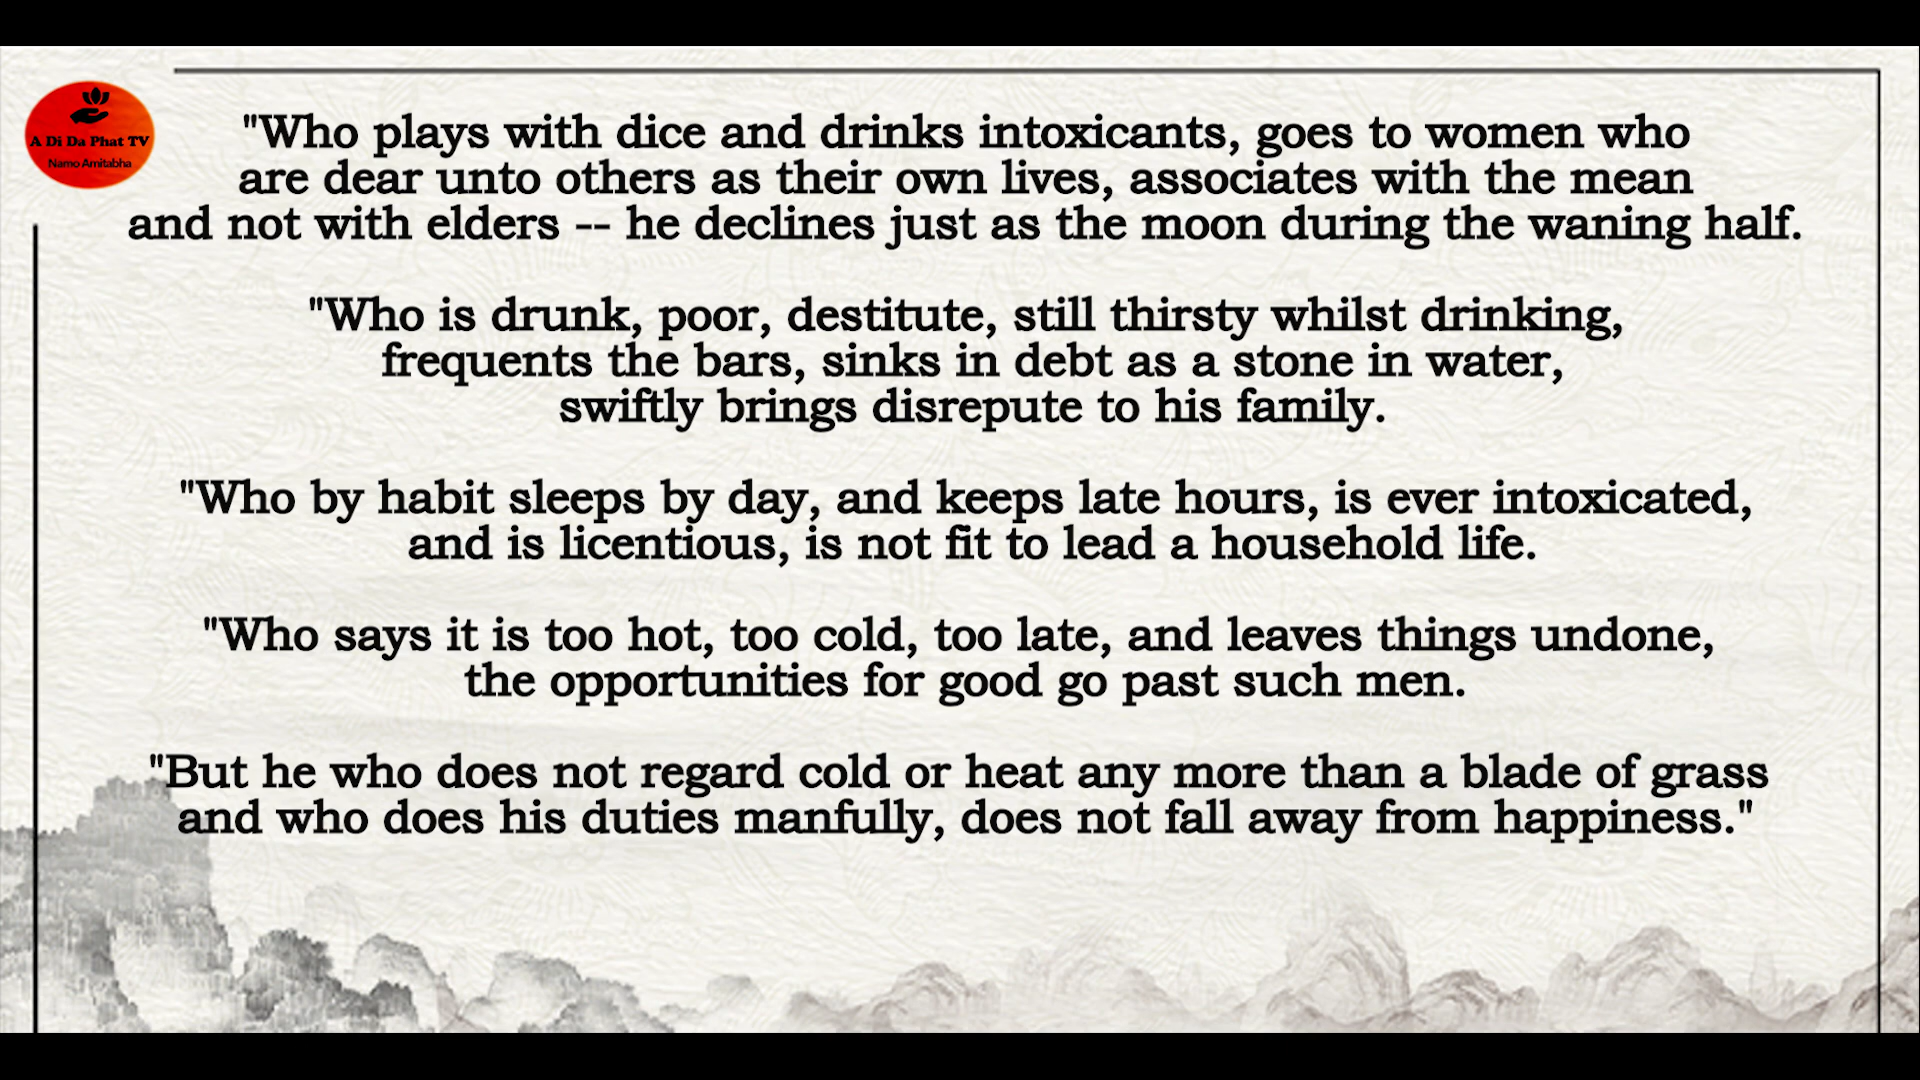 A Di Da Phat TV
Namo Amitabha
"Who plays with dice and drinks intoxicants, goes to women who
are dear unto others as their own lives, associates with the mean
and not with elders -- he declines just as the moon during the waning half.
"Who is drunk, poor, destitute, still thirsty whilst drinking,
frequents the bars, sinks in debt as a stone in water,
swiftly brings disrepute to his family.
"Who by habit sleeps by day, and keeps late hours, is ever intoxicated,
and is licentious, is not fit to lead a household life.
"Who says it is too hot, too cold, too late, and leaves things undone,
the opportunities for good go past such men.
"But he who does not regard cold or heat any more than a blade of grass
and who does his duties manfully, does not fall away from happiness."